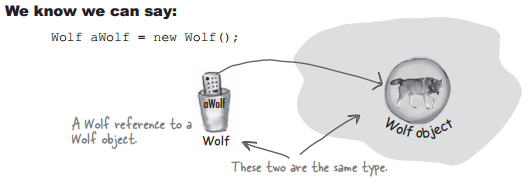 We know we can say:
Wolf aWolf = new Wolf();
aWolf
A Wolf reference to a
Wolf object.
Wolf
Wolf object
These two are the same type.